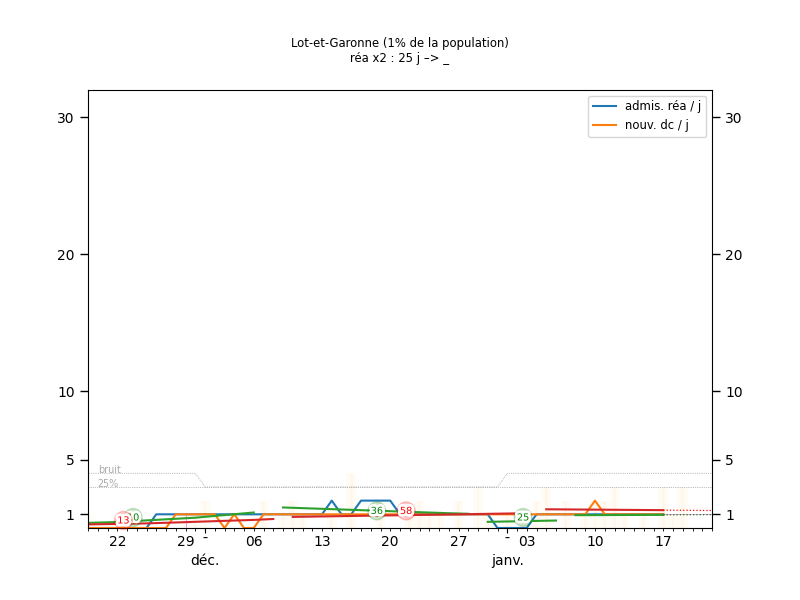 Lot-et-Garonne (1% de la population)
réa x2 : 25 j –> _
30 30
admis. réa / j
nouv. dc / j
20 20
10 10
5 5
bruit
25%
1 13 0 36 58 25 1
22 29 - 06 13 20 27 - 03 10 17
déc. janv.